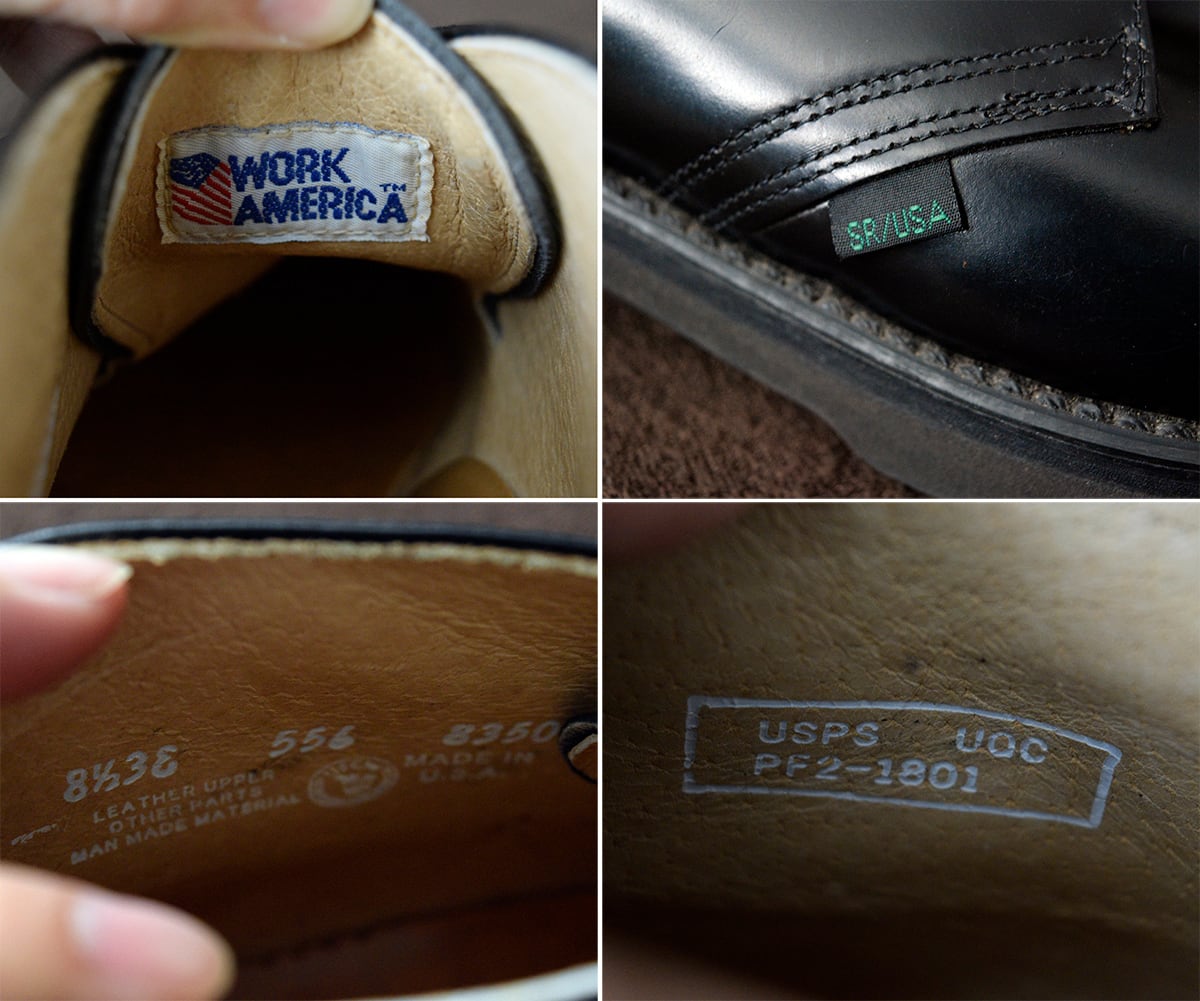 WORK
AMERICA™
SR/USA
8½3E 556 8350
LEATHER UPPER
OTHER PARTS
MAN MADE MATERIAL
MADE IN
U.S.A.
USPS UOC
PF2-1801